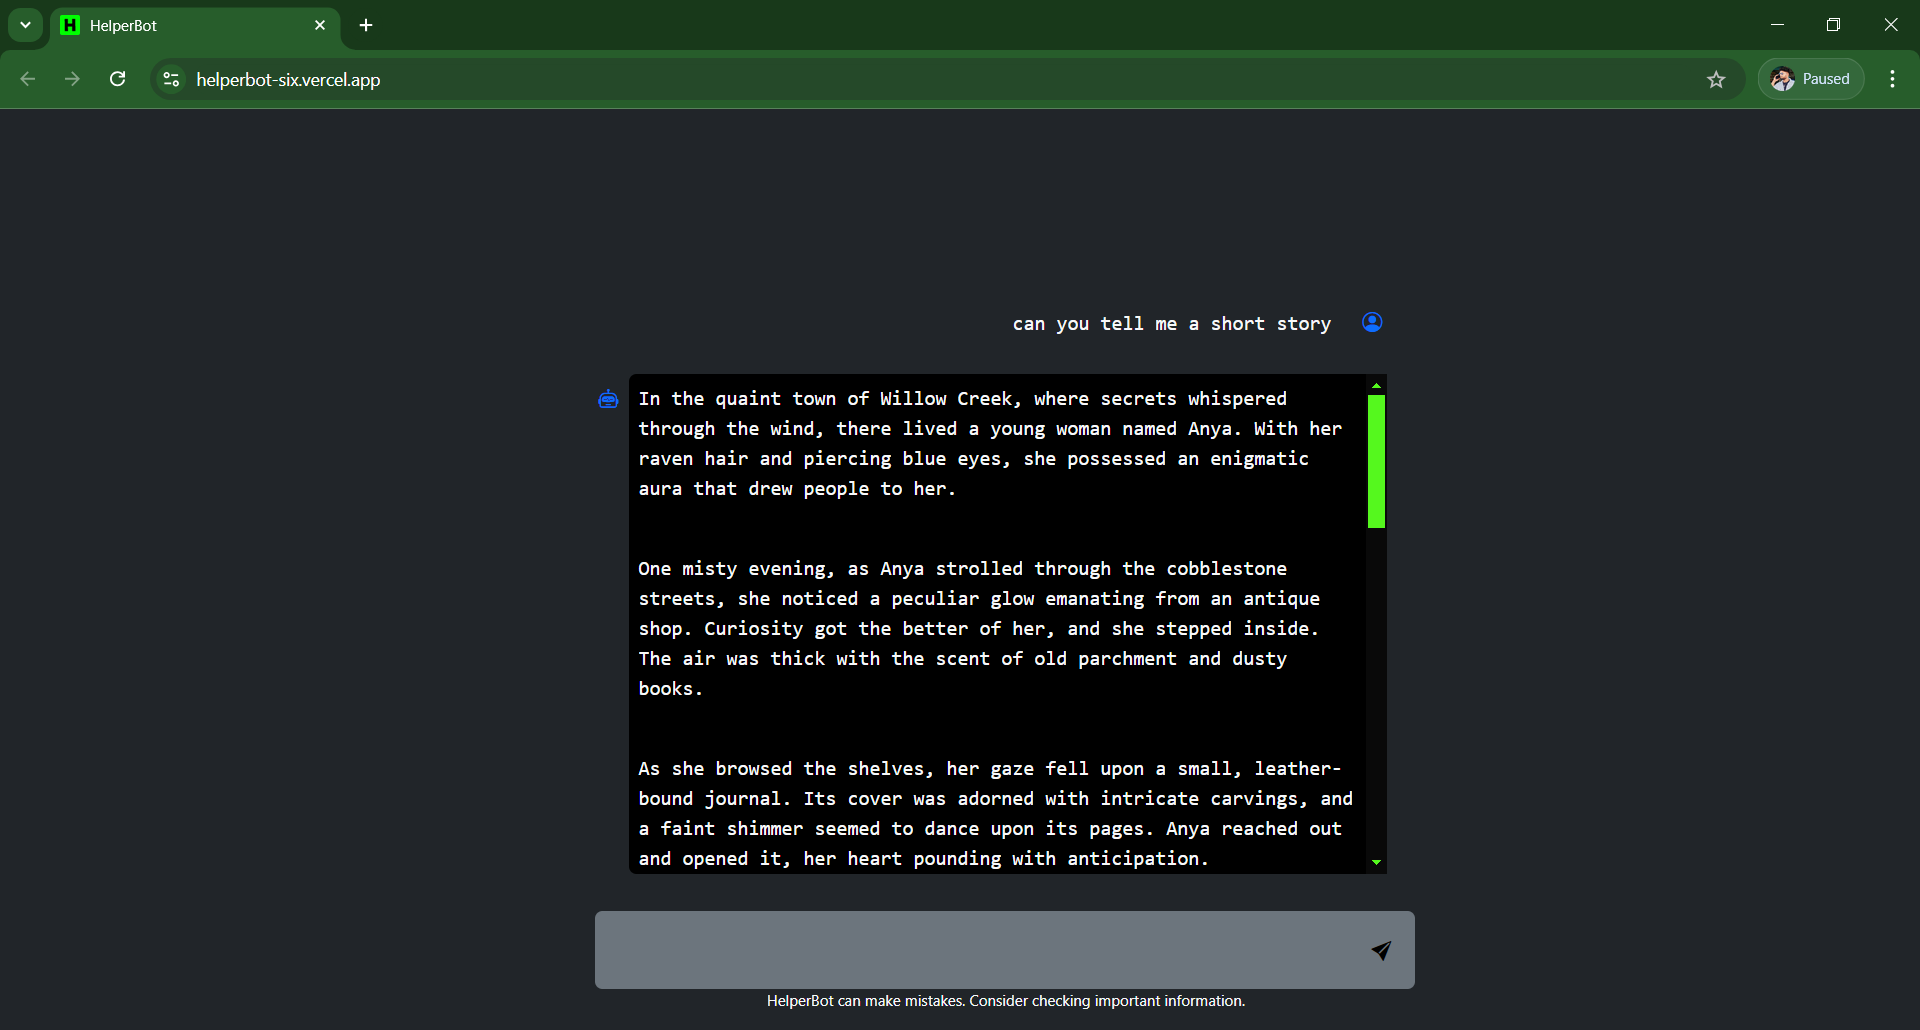 HelperBot
helperbot-six.vercel.app
Paused
can you tell me a short story
In the quaint town of Willow Creek, where secrets whispered
through the wind, there lived a young woman named Anya. With her
raven hair and piercing blue eyes, she possessed an enigmatic
aura that drew people to her.
One misty evening, as Anya strolled through the cobblestone
streets, she noticed a peculiar glow emanating from an antique
shop. Curiosity got the better of her, and she stepped inside.
The air was thick with the scent of old parchment and dusty
books.
As she browsed the shelves, her gaze fell upon a small, leather-
bound journal. Its cover was adorned with intricate carvings, and
a faint shimmer seemed to dance upon its pages. Anya reached out
and opened it, her heart pounding with anticipation.
HelperBot can make mistakes. Consider checking important information.